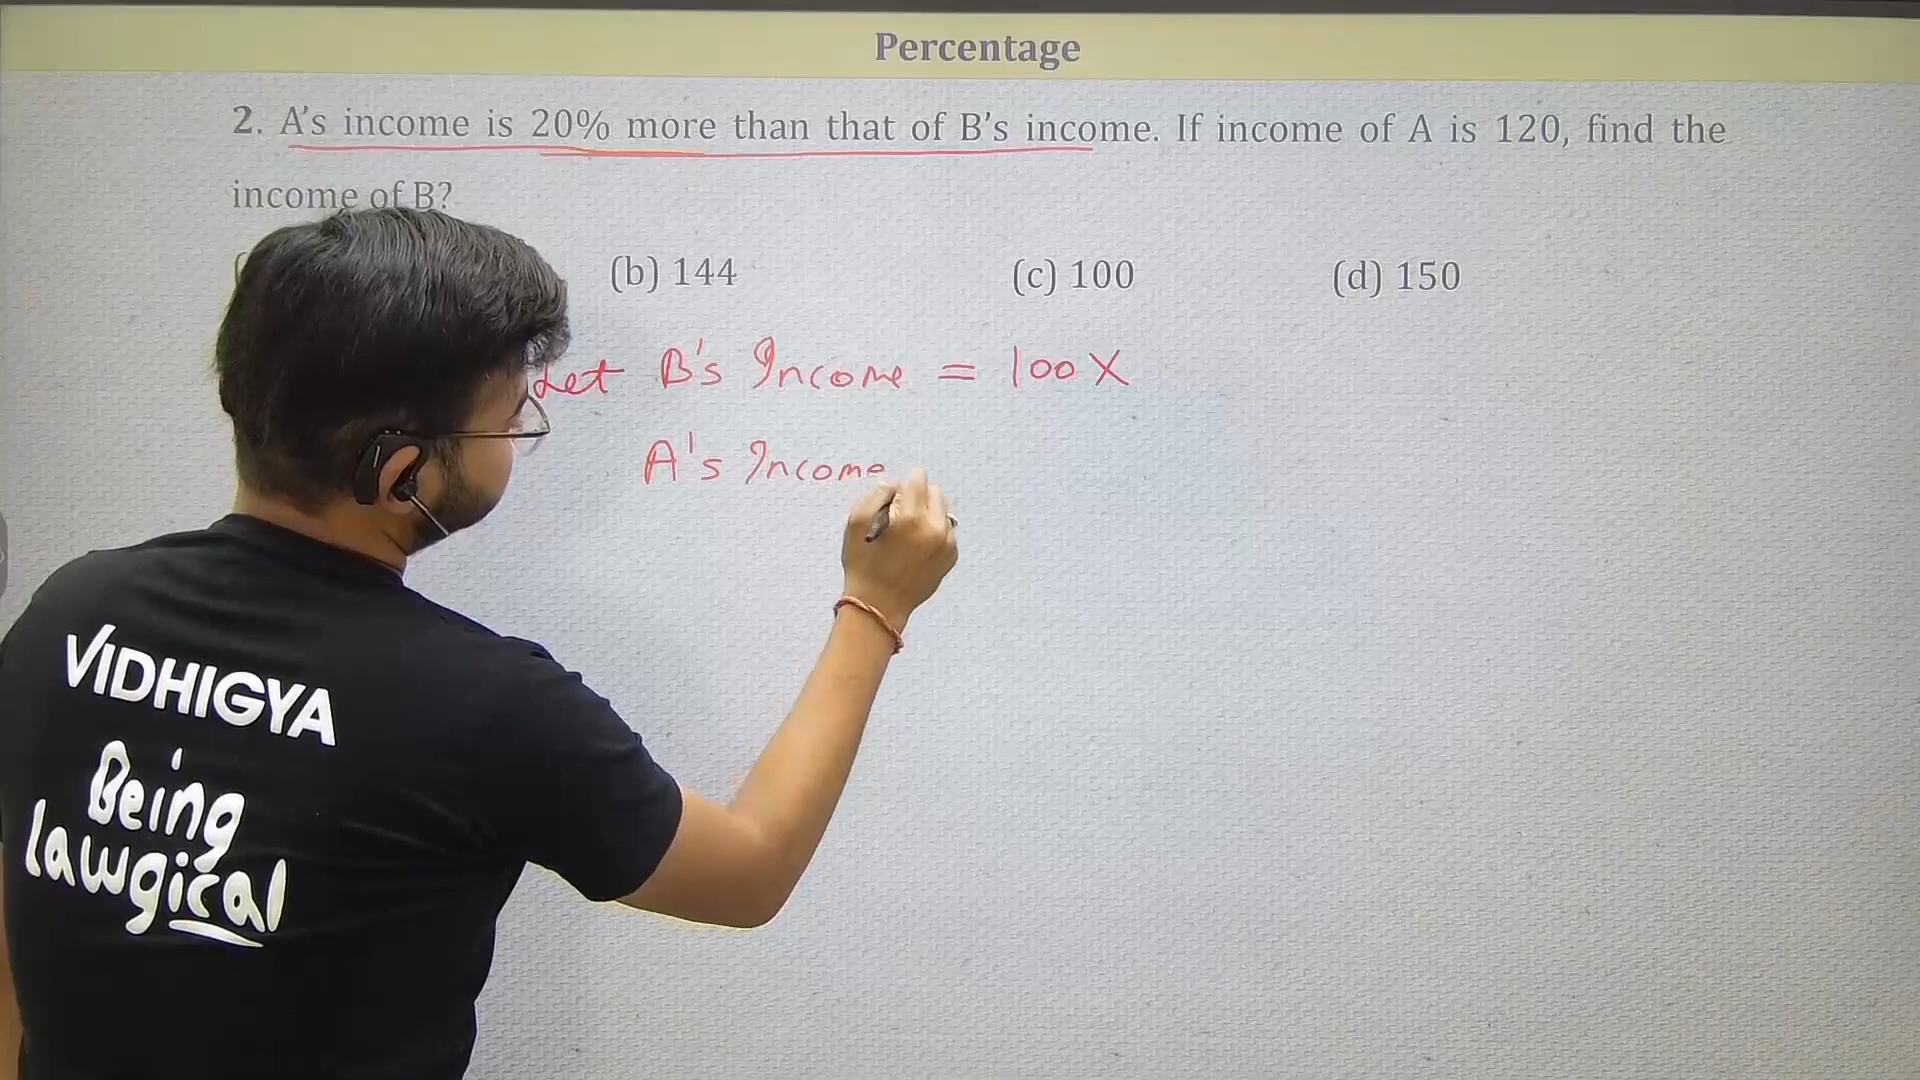 Percentage
2. A's income is 20% more than that of B's income. If income of A is 120, find the
income of B?
(b) 144 (c) 100 (d) 150
Let B's Income = 100X
A's Income
VIDHIGYA
Being
lawgical